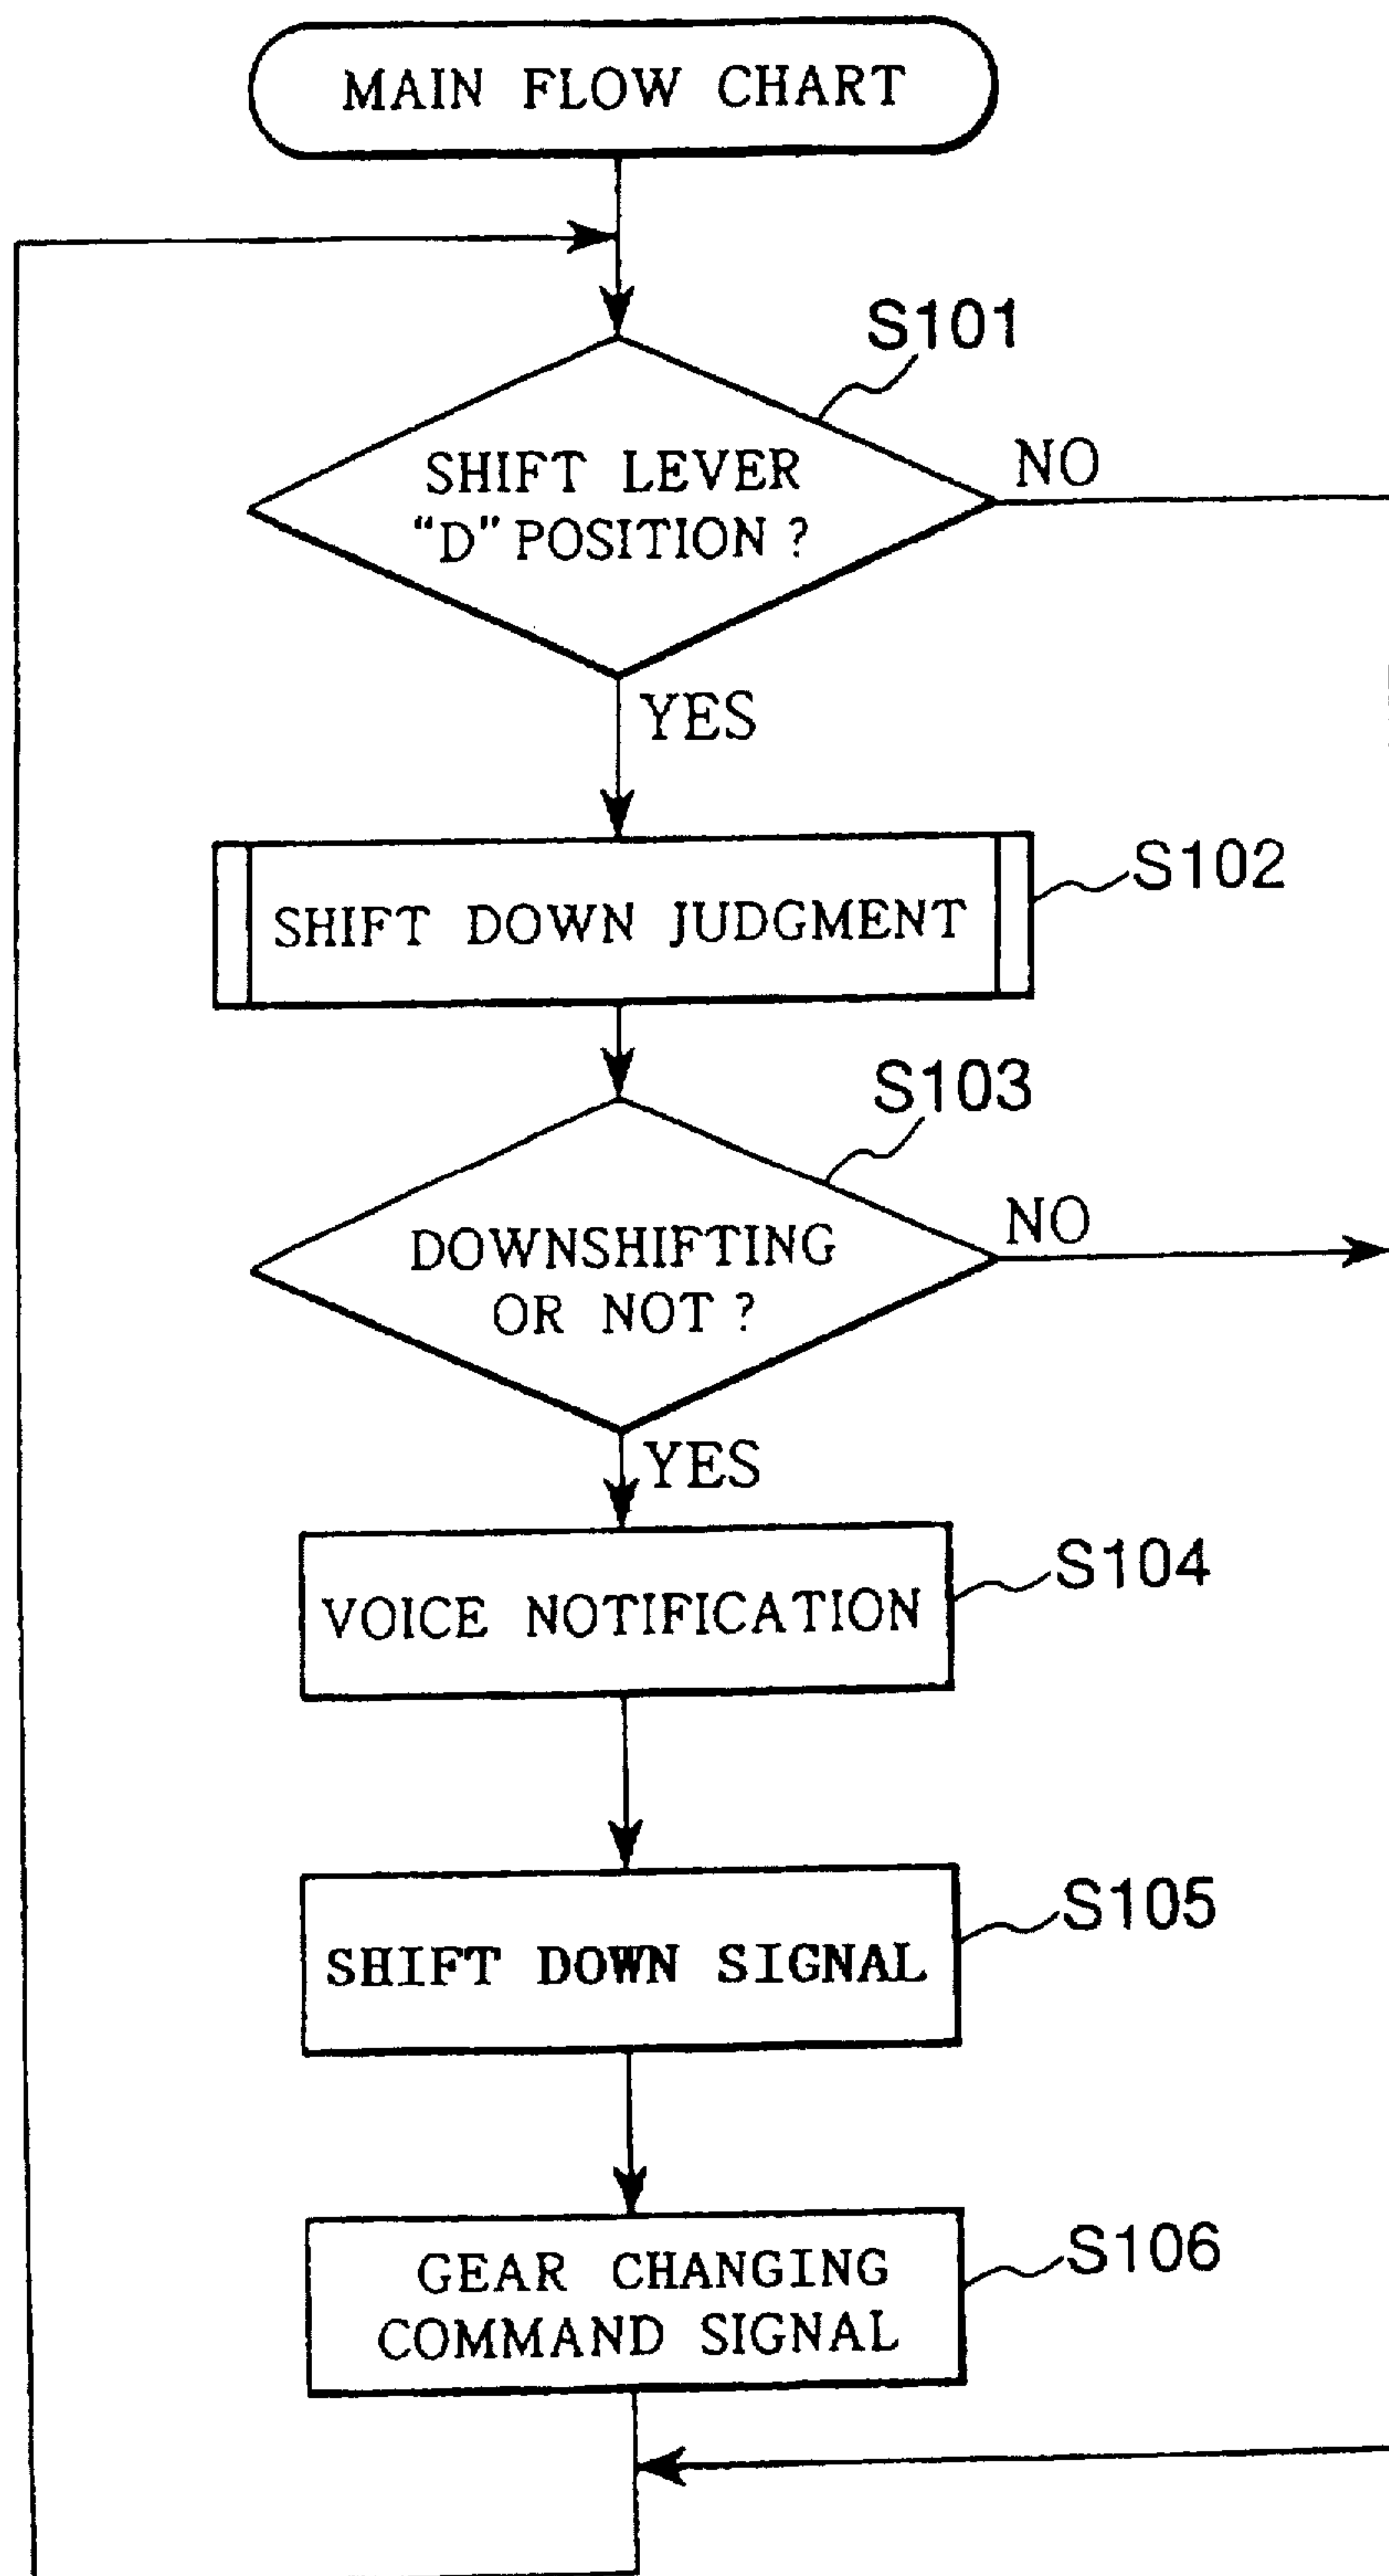 MAIN FLOW CHART
S101
SHIFT LEVER
"D" POSITION ?
NO
YES
S102
SHIFT DOWN JUDGMENT
S103
DOWNSHIFTING
OR NOT ?
NO
YES
S104
VOICE NOTIFICATION
S105
SHIFT DOWN SIGNAL
S106
GEAR CHANGING
COMMAND SIGNAL